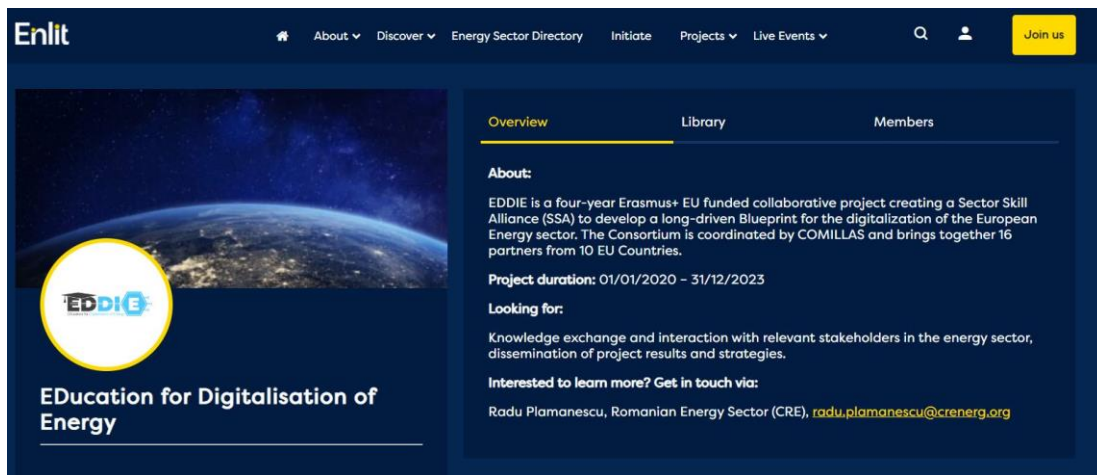 Enlit
About
Discover
Energy Sector Directory
Initiate
Projects
Live Events
Join us
Overview
Library
Members
About:
EDDIE is a four-year Erasmus+ EU funded collaborative project creating a Sector Skill
Alliance (SSA) to develop a long-driven Blueprint for the digitalization of the European
Energy sector. The Consortium is coordinated by COMILLAS and brings together 16
partners from 10 EU Countries.
Project duration: 01/01/2020 – 31/12/2023
Looking for:
Knowledge exchange and interaction with relevant stakeholders in the energy sector,
dissemination of project results and strategies.
Interested to learn more? Get in touch via:
Radu Plamanescu, Romanian Energy Sector (CRE), radu.plamanescu@crenerg.org
EDDIE
EDucation for Digitalisation of
Energy